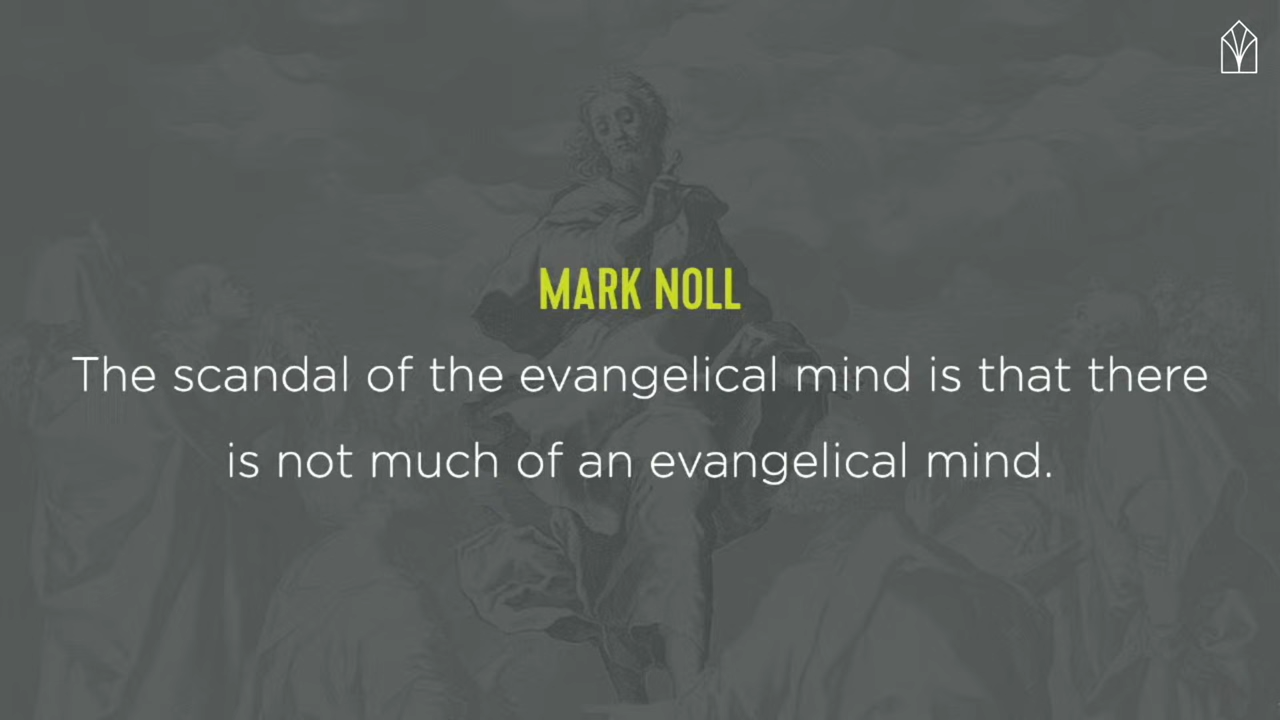 MARK NOLL
The scandal of the evangelical mind is that there
is not much of an evangelical mind.